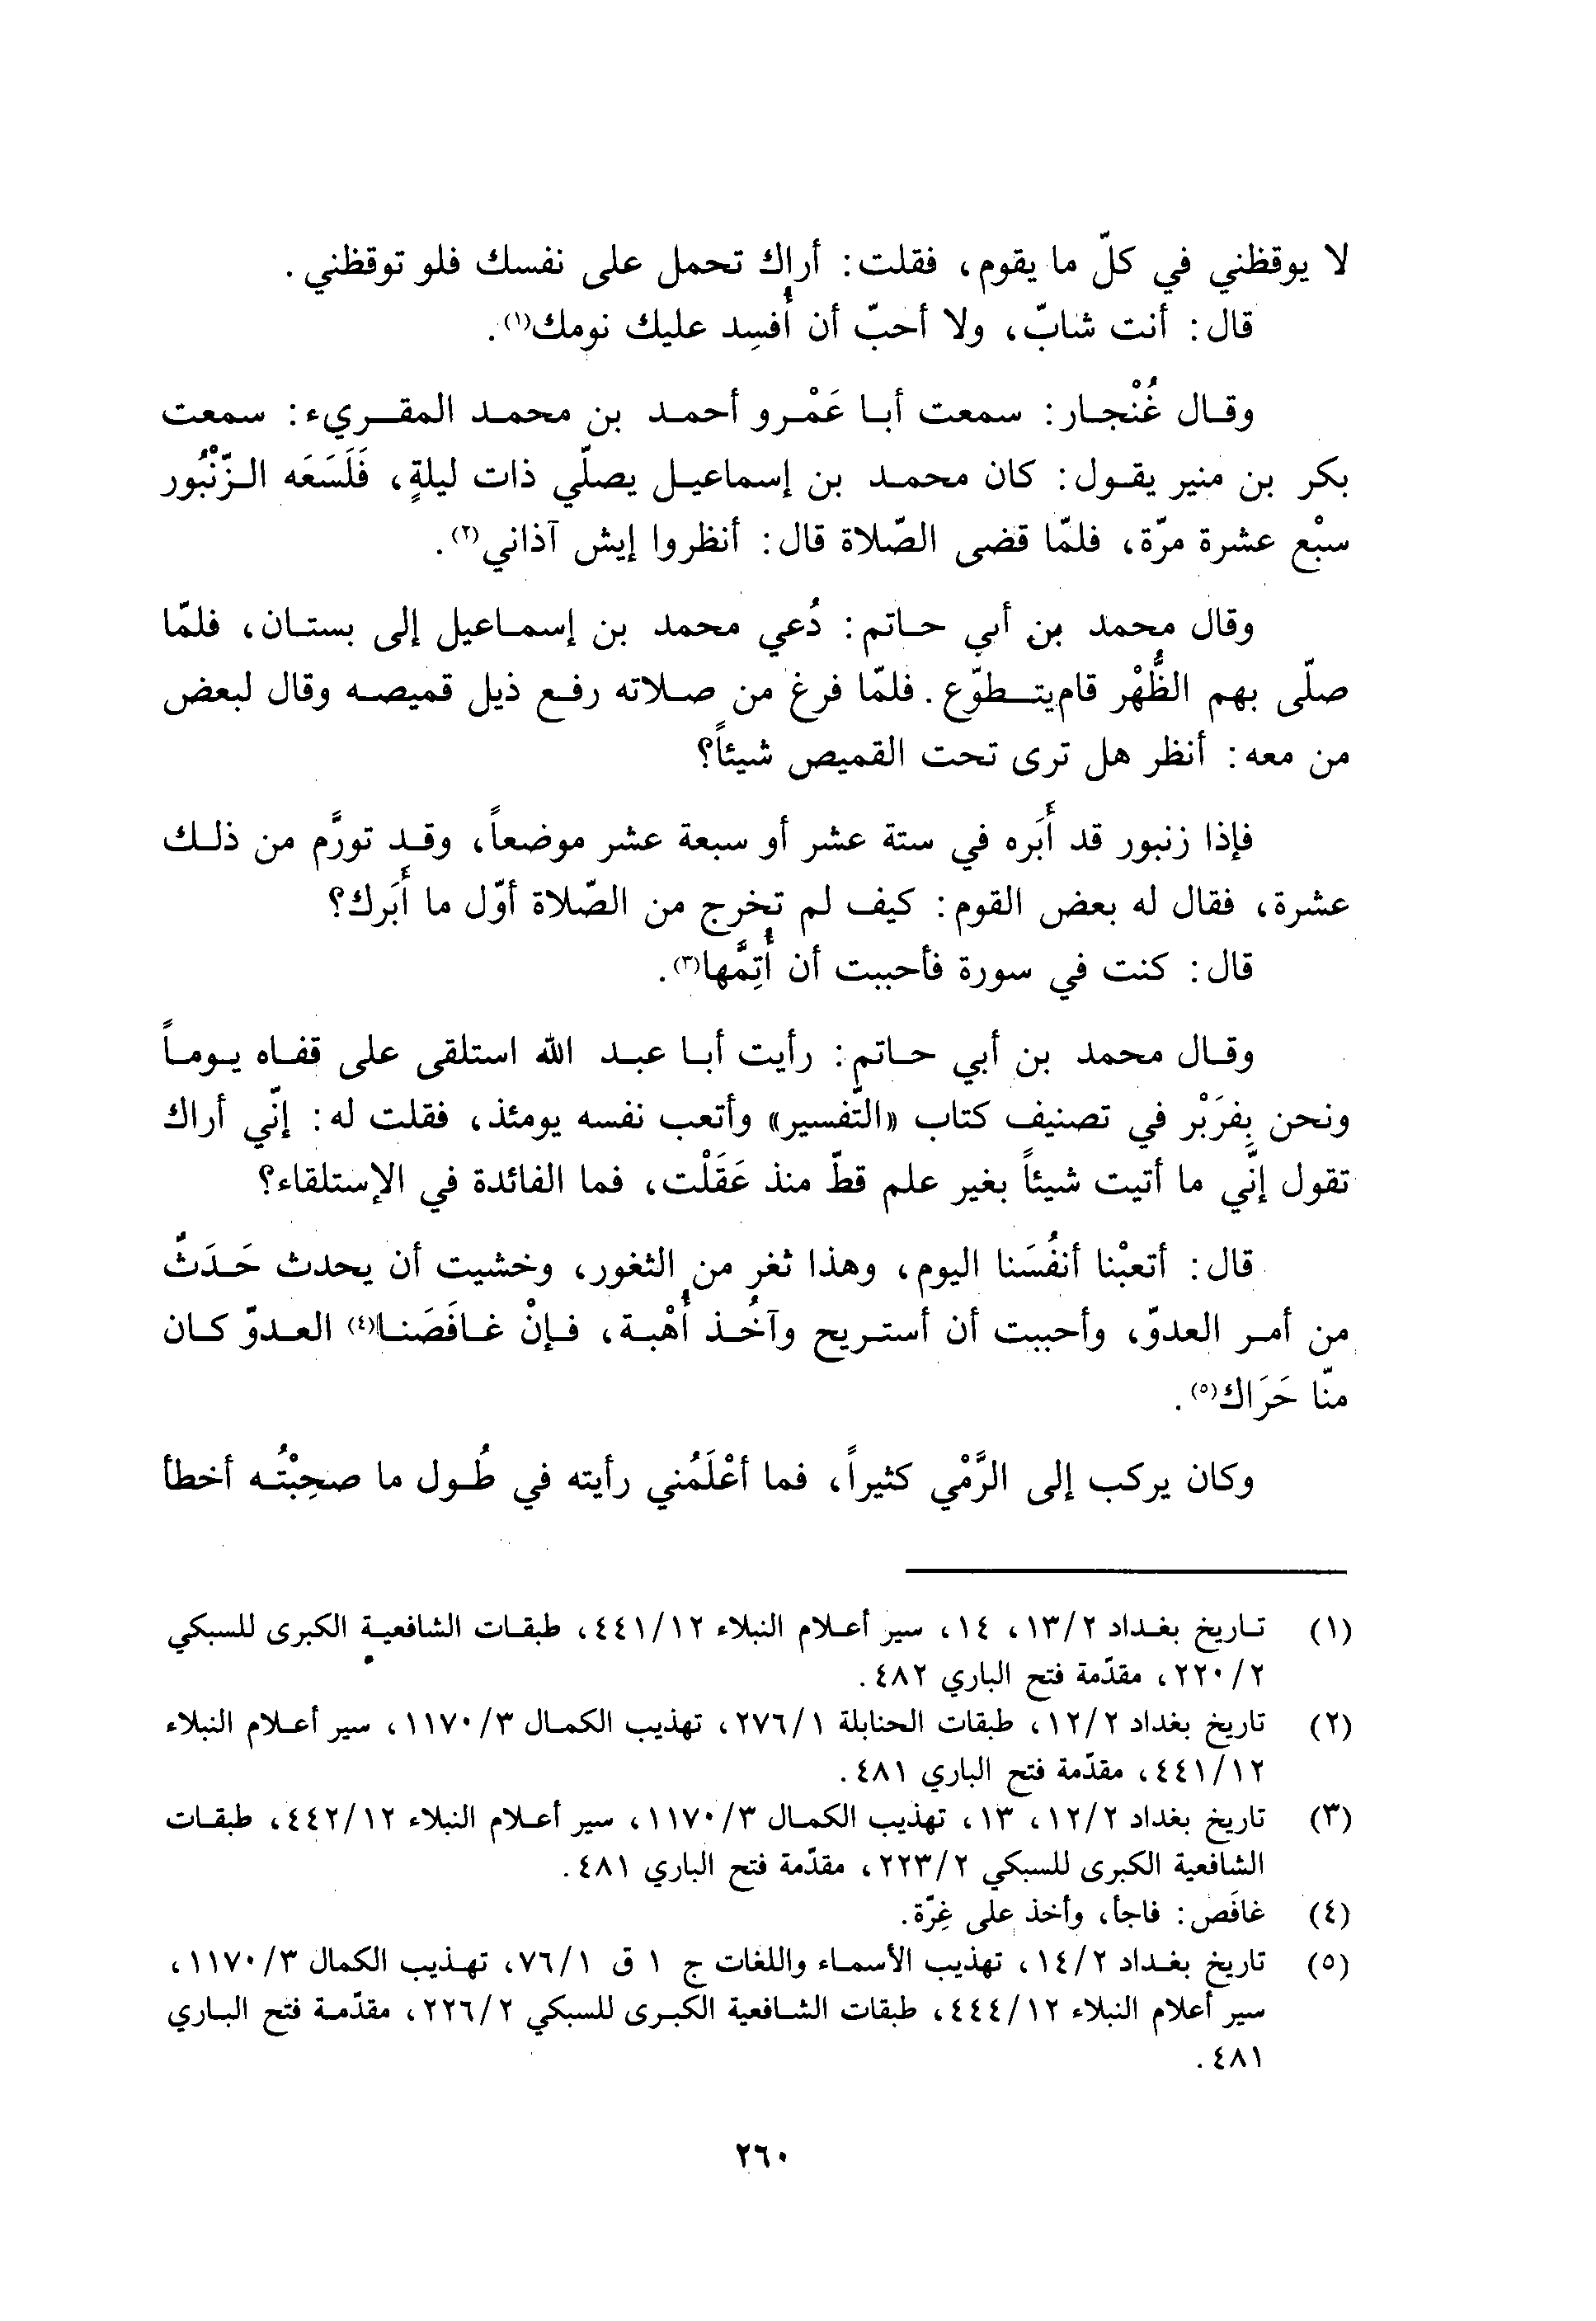 لا يوقظني في كلّ ما يقوم، فقلت: أراك تحمل على نفسك فلو توقظني.
قال: أنت شابّ، ولا أحبّ أن أُفسِد عليك نومك(١).
وقال غُنْجار: سمعت أبا عَمْرو أحمد بن محمد المقريء: سمعت
بكر بن منير يقول: كان محمد بن إسماعيل يصلّي ذات ليلةٍ، فَلَسَعَه الزّنْبُور
سبْع عشرة مرّة، فلمّا قضى الصّلاة قال: أنظروا إيش آذاني(٢).
وقال محمد بن أبي حاتم: دُعي محمد بن إسماعيل إلى بستان، فلمّا
صلّى بهم الظُّهْر قام يتطوّع. فلمّا فرغ من صلاته رفع ذيل قميصه وقال لبعض
من معه: أنظر هل ترى تحت القميص شيئاً؟
فإذا زنبور قد أَبَره في ستة عشر أو سبعة عشر موضعاً، وقد تورَّم من ذلك
عشرة، فقال له بعض القوم: كيف لم تخرج من الصّلاة أوّل ما أَبَرك؟
قال: كنت في سورة فأحببت أن أُتِمَّها(٣).
وقال محمد بن أبي حاتم: رأيت أبا عبد الله استلقى على قفاه يوماً
ونحن بِفَرَبْر في تصنيف كتاب «التّفسير» وأتعب نفسه يومئذ، فقلت له: إنّي أراك
تقول إنّي ما أتيت شيئاً بغير علم قطّ منذ عَقَلْت، فما الفائدة في الإستلقاء؟
قال: أتعبْنا أنفُسَنا اليوم، وهذا ثغر من الثغور، وخشيت أن يحدث حَدَثٌ
من أمر العدوّ، وأحببت أن أستريح وآخُذ أُهْبة، فإنْ غافَصَنا(٤) العدوّ كان
منّا حَرَاك(٥).
وكان يركب إلى الرَّمْي كثيراً، فما أعْلَمُني رأيته في طُول ما صحِبْتُه أخطأ
(١) تاريخ بغداد ١٣/٢، ١٤، سير أعلام النبلاء ٤٤١/١٢، طبقات الشافعية الكبرى للسبكي
٢٢٠/٢، مقدّمة فتح الباري ٤٨٢.
(٢) تاريخ بغداد ١٢/٢، طبقات الحنابلة ٢٧٦/١، تهذيب الكمال ١١٧٠/٣، سير أعلام النبلاء
٤٤١/١٢، مقدّمة فتح الباري ٤٨١.
(٣) تاريخ بغداد ١٢/٢، ١٣، تهذيب الكمال ١١٧٠/٣، سير أعلام النبلاء ٤٤٢/١٢، طبقات
الشافعية الكبرى للسبكي ٢٢٣/٢، مقدّمة فتح الباري ٤٨١.
(٤) غافَص: فاجأ، وأخذ على غِرّة.
(٥) تاريخ بغداد ١٤/٢، تهذيب الأسماء واللغات ج ١ ق ٧٦/١، تهذيب الكمال ١١٧٠/٣،
سير أعلام النبلاء ٤٤٤/١٢، طبقات الشافعية الكبرى للسبكي ٢٢٦/٢، مقدّمة فتح الباري
٤٨١.
٢٦٠